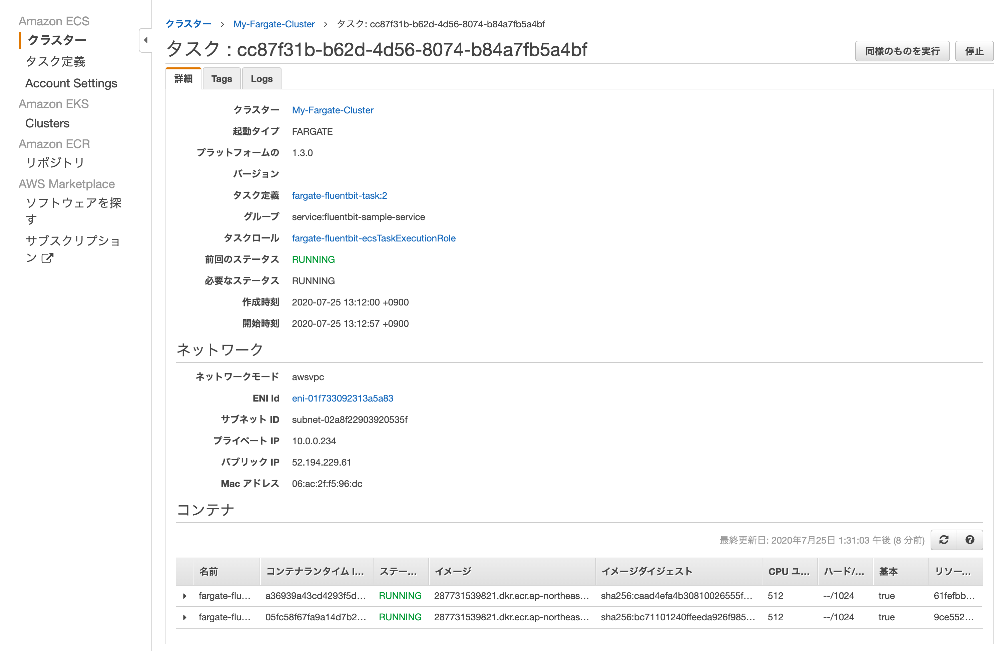 Amazon ECS
クラスター
タスク定義
Account Settings
Amazon EKS
Clusters
Amazon ECR
リポジトリ
AWS Marketplace
ソフトウェアを探
す
サブスクリプショ
ン
クラスター > My-Fargate-Cluster > タスク: cc87f31b-b62d-4d56-8074-b84a7fb5a4bf
タスク : cc87f31b-b62d-4d56-8074-b84a7fb5a4bf
同様のものを実行 停止
詳細 Tags Logs
クラスター My-Fargate-Cluster
起動タイプ FARGATE
プラットフォームの 1.3.0
バージョン
タスク定義 fargate-fluentbit-task:2
グループ service:fluentbit-sample-service
タスクロール fargate-fluentbit-ecsTaskExecutionRole
前回のステータス RUNNING
必要なステータス RUNNING
作成時刻 2020-07-25 13:12:00 +0900
開始時刻 2020-07-25 13:12:57 +0900
ネットワーク
ネットワークモード awsvpc
ENI Id eni-01f733092313a5a83
サブネット ID subnet-02a8f22903920535f
プライベート IP 10.0.0.234
パブリック IP 52.194.229.61
Mac アドレス 06:ac:2f:f5:96:dc
コンテナ
最終更新日: 2020年7月25日 1:31:03 午後 (8 分前)
名前 コンテナランタイム I... ステー... イメージ イメージダイジェスト CPU ユ... ハード/... 基本 リソー...
fargate-flu... a36939a43cd4293f5d... RUNNING 287731539821.dkr.ecr.ap-northeas... sha256:caad4efa4b30810026555f... 512 --/1024 true 61fefbb...
fargate-flu... 05fc58f67fa9a14d7b2... RUNNING 287731539821.dkr.ecr.ap-northeas... sha256:bc71101240ffeeda926f985... 512 --/1024 true 9ce552...